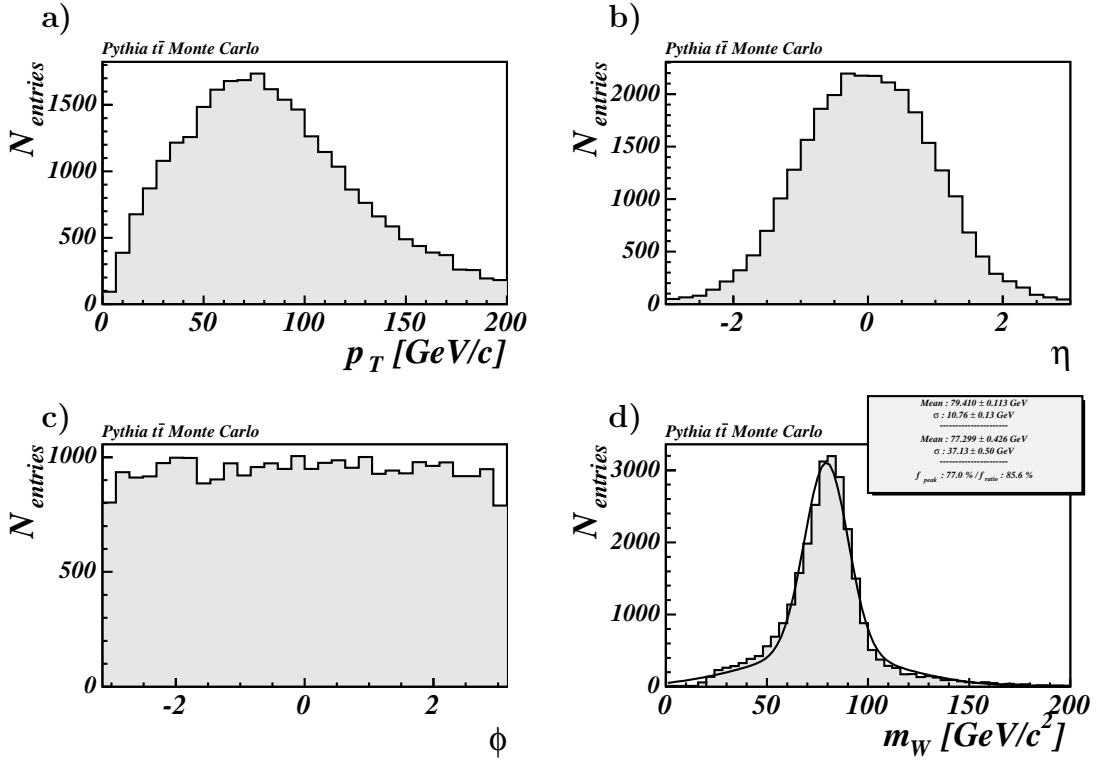 a)
Pythia tt̄ Monte Carlo
N entries
1500
1000
500
0
0 50 100 150 200
p_T [GeV/c]
b)
Pythia tt̄ Monte Carlo
N entries
2000
1500
1000
500
0
-2 0 2
η
c)
Pythia tt̄ Monte Carlo
N entries
1000
500
0
-2 0 2
ϕ
d)
Pythia tt̄ Monte Carlo
Mean : 79.410 ± 0.113 GeV
σ : 10.76 ± 0.13 GeV
------------------------
Mean : 77.299 ± 0.426 GeV
σ : 37.13 ± 0.50 GeV
------------------------
f_peak : 77.0 % / f_ratio : 85.6 %
N entries
3000
2000
1000
0
0 50 100 150 200
m_W [GeV/c²]